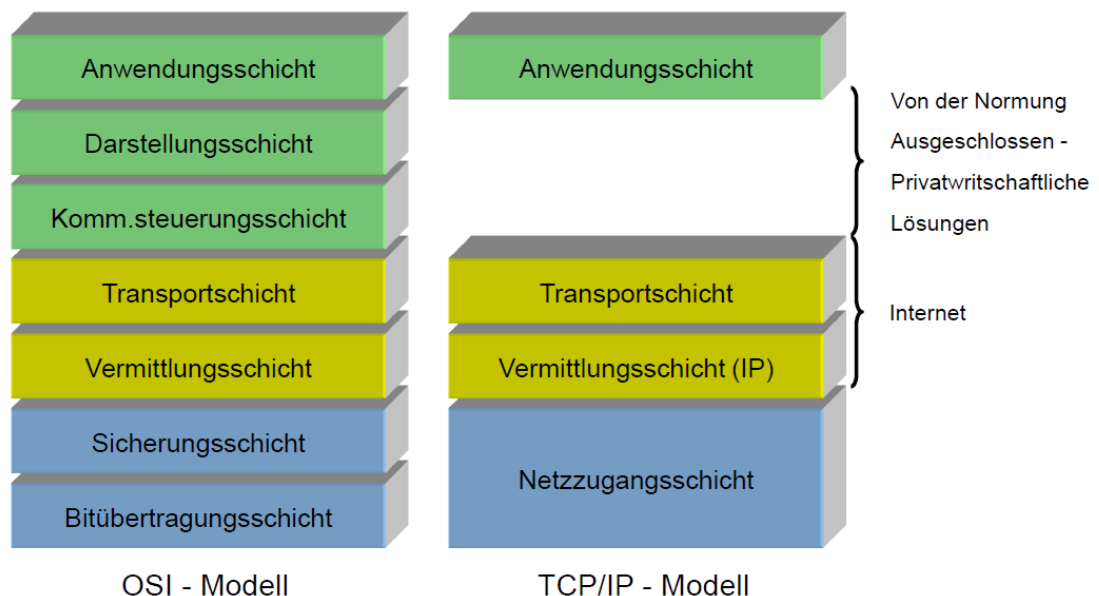 Anwendungsschicht
Darstellungsschicht
Komm.steuerungsschicht
Transportschicht
Vermittlungsschicht
Sicherungsschicht
Bitübertragungsschicht
OSI - Modell
Anwendungsschicht
Transportschicht
Vermittlungsschicht (IP)
Netzzugangsschicht
TCP/IP - Modell
Von der Normung
Ausgeschlossen -
Privatwritschaftliche
Lösungen
Internet